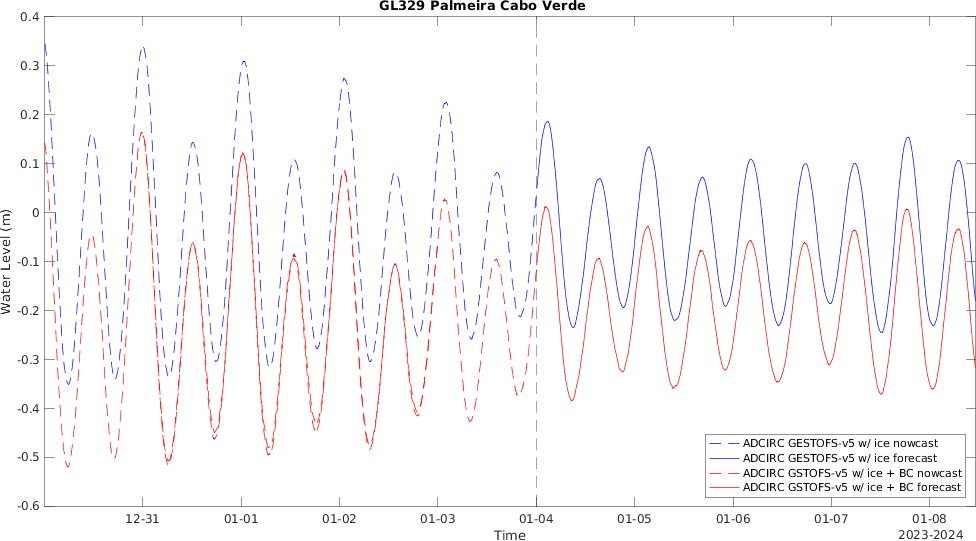 GL329 Palmeira Cabo Verde
0.4
0.3
0.2
0.1
0
-0.1
-0.2
-0.3
-0.4
-0.5
-0.6
Water Level (m)
ADCIRC GESTOFS-v5 w/ ice nowcast
ADCIRC GESTOFS-v5 w/ ice forecast
ADCIRC GSTOFS-v5 w/ ice + BC nowcast
ADCIRC GSTOFS-v5 w/ ice + BC forecast
12-31 01-01 01-02 01-03 01-04 01-05 01-06 01-07 01-08
Time
2023-2024